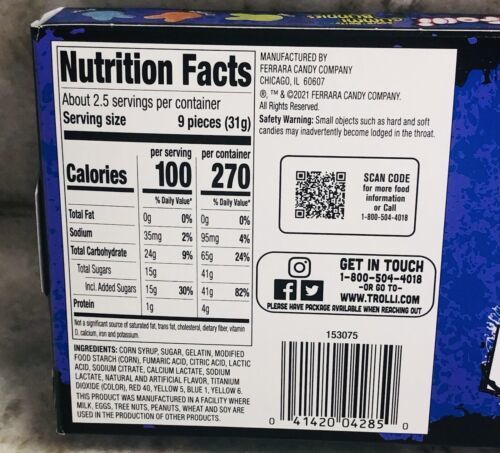 Nutrition Facts
About 2.5 servings per container
Serving size 9 pieces (31g)
per serving per container
Calories 100 270
% Daily Value* % Daily Value*
Total Fat 0g 0% 0g 0%
Sodium 35mg 2% 95mg 4%
Total Carbohydrate 24g 9% 65g 24%
Total Sugars 15g 41g
Incl. Added Sugars 15g 30% 41g 82%
Protein 1g 4g
Not a significant source of saturated fat, trans fat, cholesterol, dietary fiber, vitamin
D, calcium, iron and potassium.
INGREDIENTS: CORN SYRUP, SUGAR, GELATIN, MODIFIED
FOOD STARCH (CORN), FUMARIC ACID, CITRIC ACID, LACTIC
ACID, SODIUM CITRATE, CALCIUM LACTATE, SODIUM
LACTATE, NATURAL AND ARTIFICIAL FLAVOR, TITANIUM
DIOXIDE (COLOR), RED 40, YELLOW 5, BLUE 1, YELLOW 6.
THIS PRODUCT WAS MANUFACTURED IN A FACILITY WHERE
MILK, EGGS, TREE NUTS, PEANUTS, WHEAT AND SOY ARE
USED IN THE PRODUCTION OF OTHER PRODUCTS.
MANUFACTURED BY
FERRARA CANDY COMPANY
CHICAGO, IL 60607
®, ™ & ©2021 FERRARA CANDY COMPANY.
All Rights Reserved.
Safety Warning: Small objects such as hard and soft
candies may inadvertently become lodged in the throat.
SCAN CODE
for more food
information
or Call
1-800-504-4018
GET IN TOUCH
1-800-504-4018
-OR GO TO-
WWW.TROLLI.COM
PLEASE HAVE PACKAGE AVAILABLE WHEN REACHING OUT
153075
0 41420 04285 0